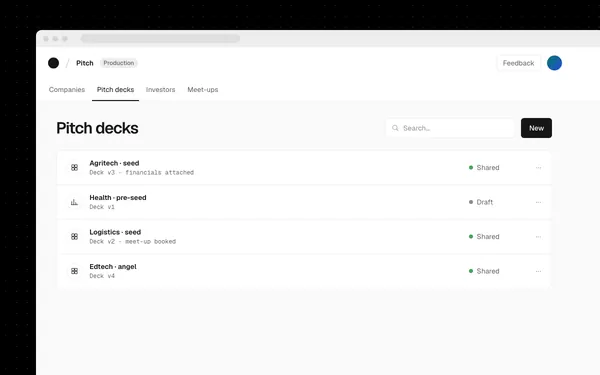 / Pitch Production Feedback
Companies Pitch decks Investors Meet-ups
Pitch decks Search... New
Agritech · seed
Deck v3 · financials attached
Shared ...
Health · pre-seed
Deck v1
Draft ...
Logistics · seed
Deck v2 · meet-up booked
Shared ...
Edtech · angel
Deck v4
Shared ...